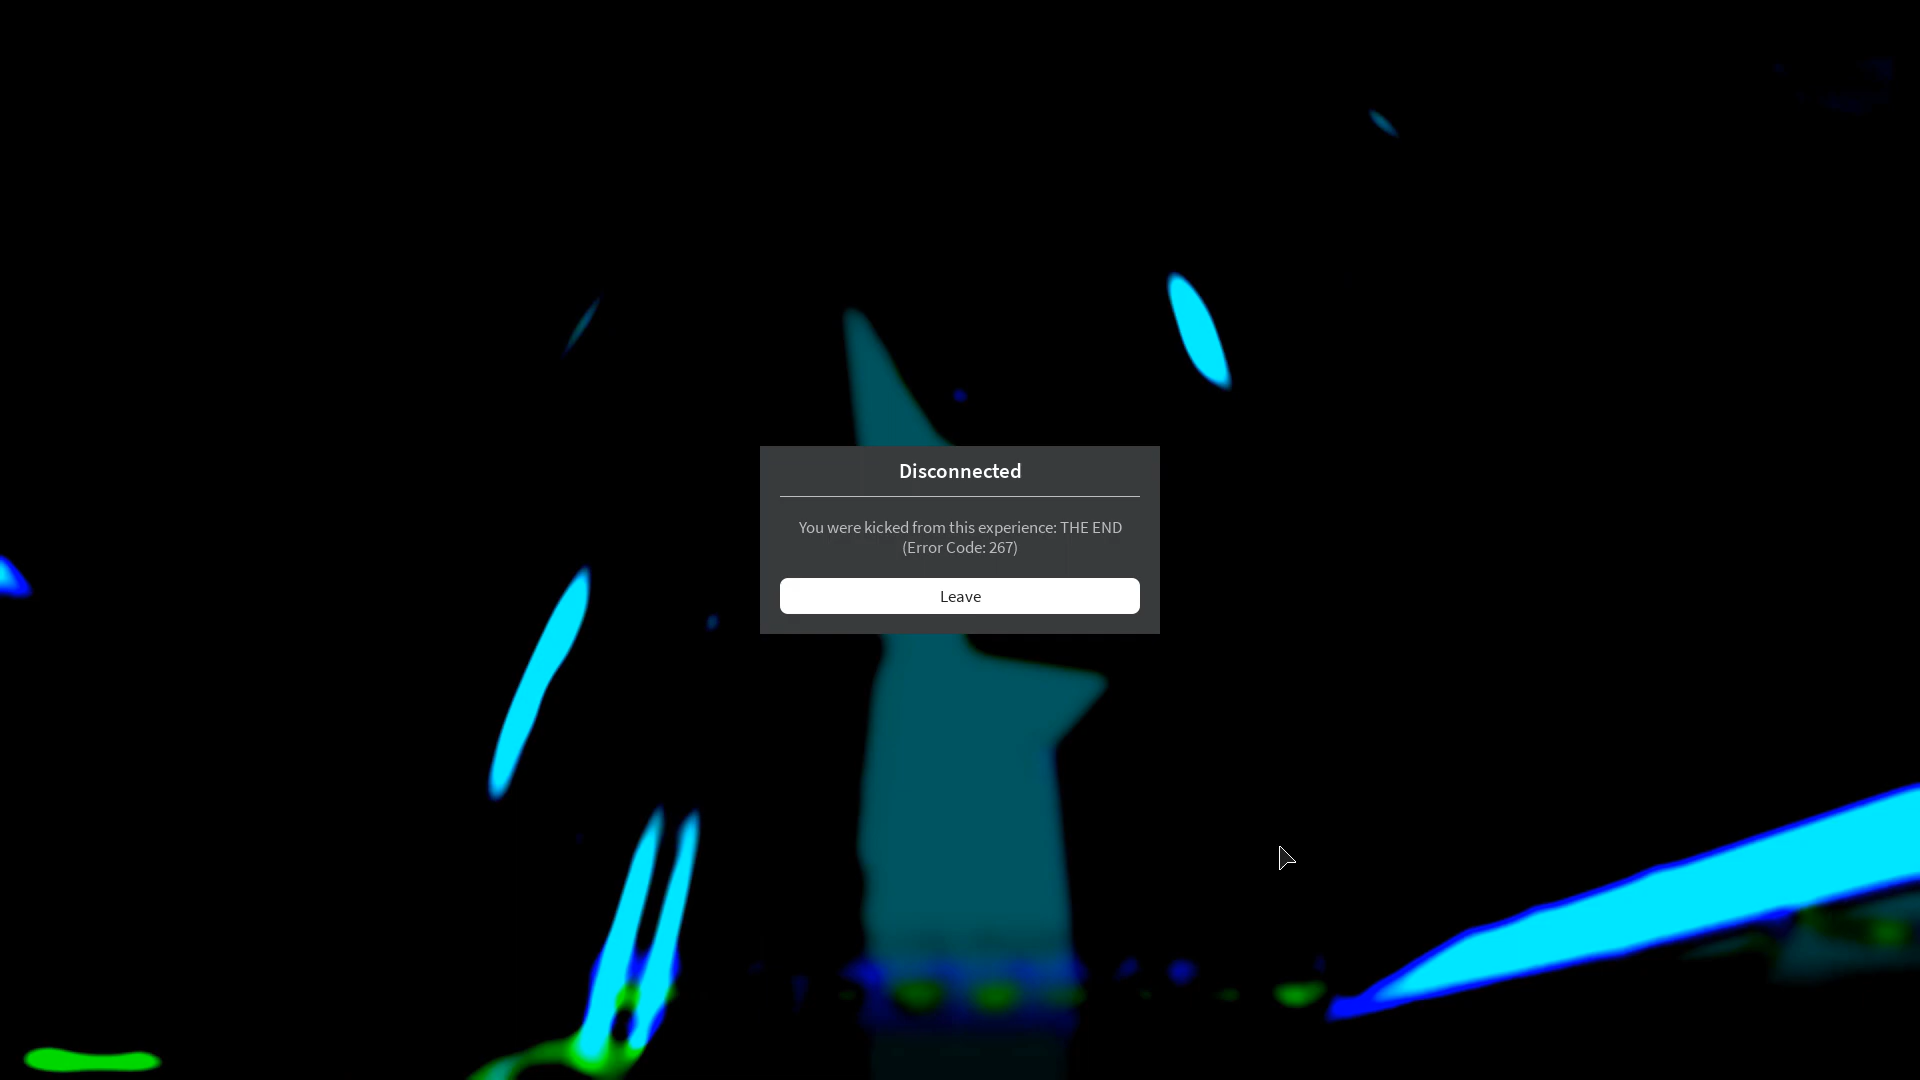 Disconnected
You were kicked from this experience: THE END
(Error Code: 267)
Leave